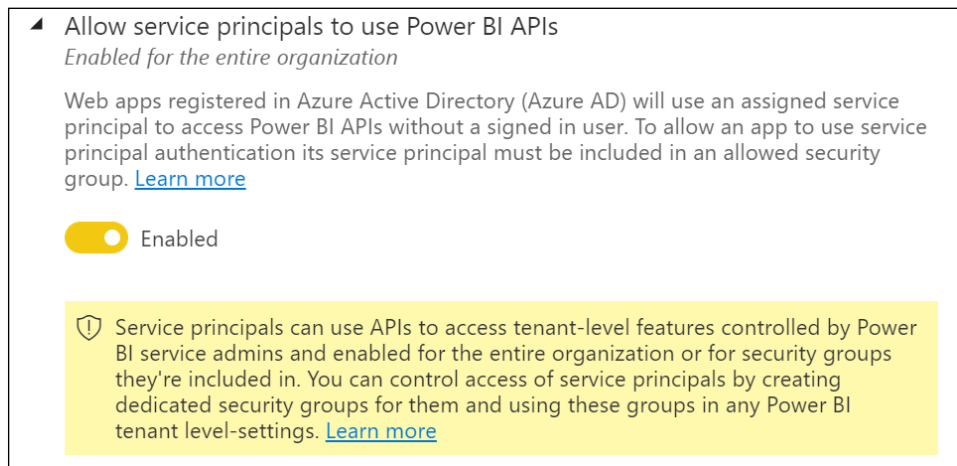 Allow service principals to use Power BI APIs
Enabled for the entire organization
Web apps registered in Azure Active Directory (Azure AD) will use an assigned service
principal to access Power BI APIs without a signed in user. To allow an app to use service
principal authentication its service principal must be included in an allowed security
group. Learn more
Enabled
Service principals can use APIs to access tenant-level features controlled by Power
BI service admins and enabled for the entire organization or for security groups
they're included in. You can control access of service principals by creating
dedicated security groups for them and using these groups in any Power BI
tenant level-settings. Learn more